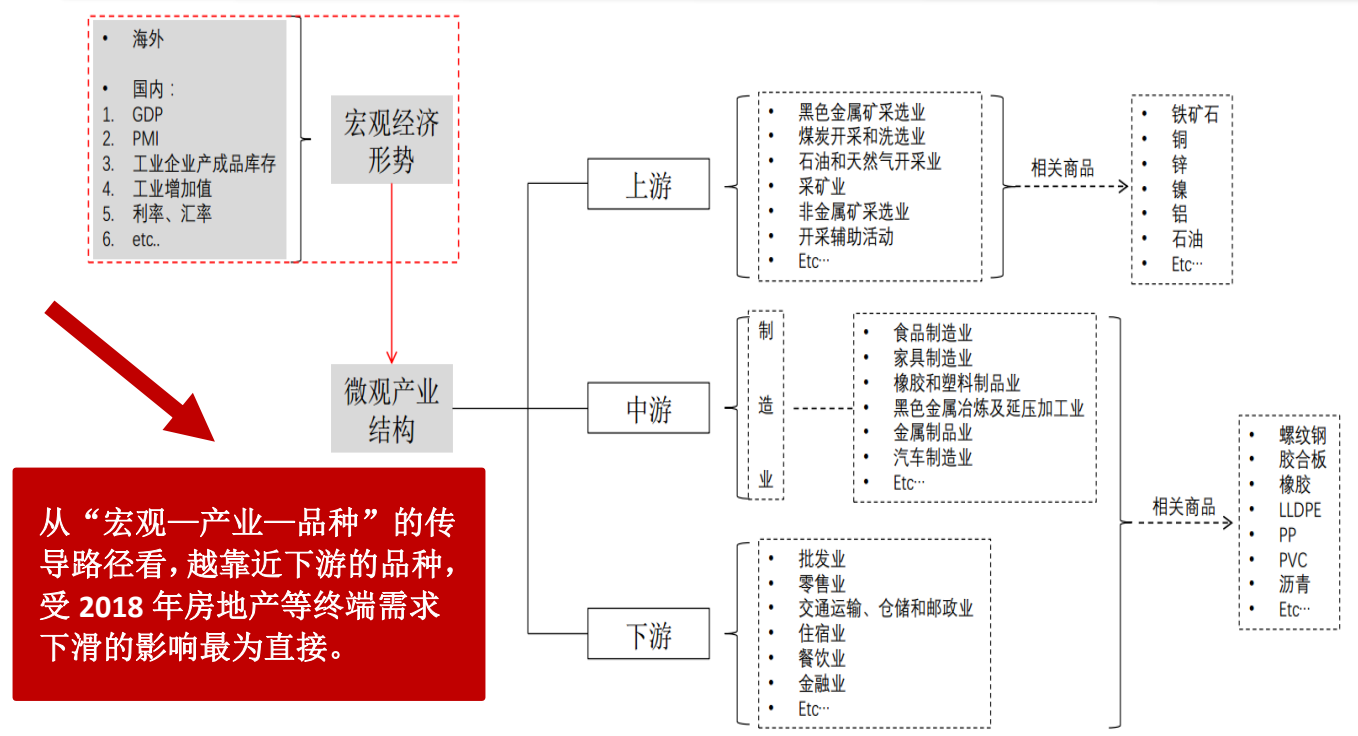 • 海外
• 国内：
1. GDP
2. PMI
3. 工业企业产成品库存
4. 工业增加值
5. 利率、汇率
6. etc..
宏观经济
形势
微观产业
结构
从“宏观—产业—品种”的传
导路径看，越靠近下游的品种，
受 2018 年房地产等终端需求
下滑的影响最为直接。
上游
• 黑色金属矿采选业
• 煤炭开采和洗选业
• 石油和天然气开采业
• 采矿业
• 非金属矿采选业
• 开采辅助活动
• Etc…
相关商品
• 铁矿石
• 铜
• 锌
• 镍
• 铝
• 石油
• Etc…
中游
制
造
业
• 食品制造业
• 家具制造业
• 橡胶和塑料制品业
• 黑色金属冶炼及延压加工业
• 金属制品业
• 汽车制造业
• Etc…
下游
• 批发业
• 零售业
• 交通运输、仓储和邮政业
• 住宿业
• 餐饮业
• 金融业
• Etc…
相关商品
• 螺纹钢
• 胶合板
• 橡胶
• LLDPE
• PP
• PVC
• 沥青
• Etc…